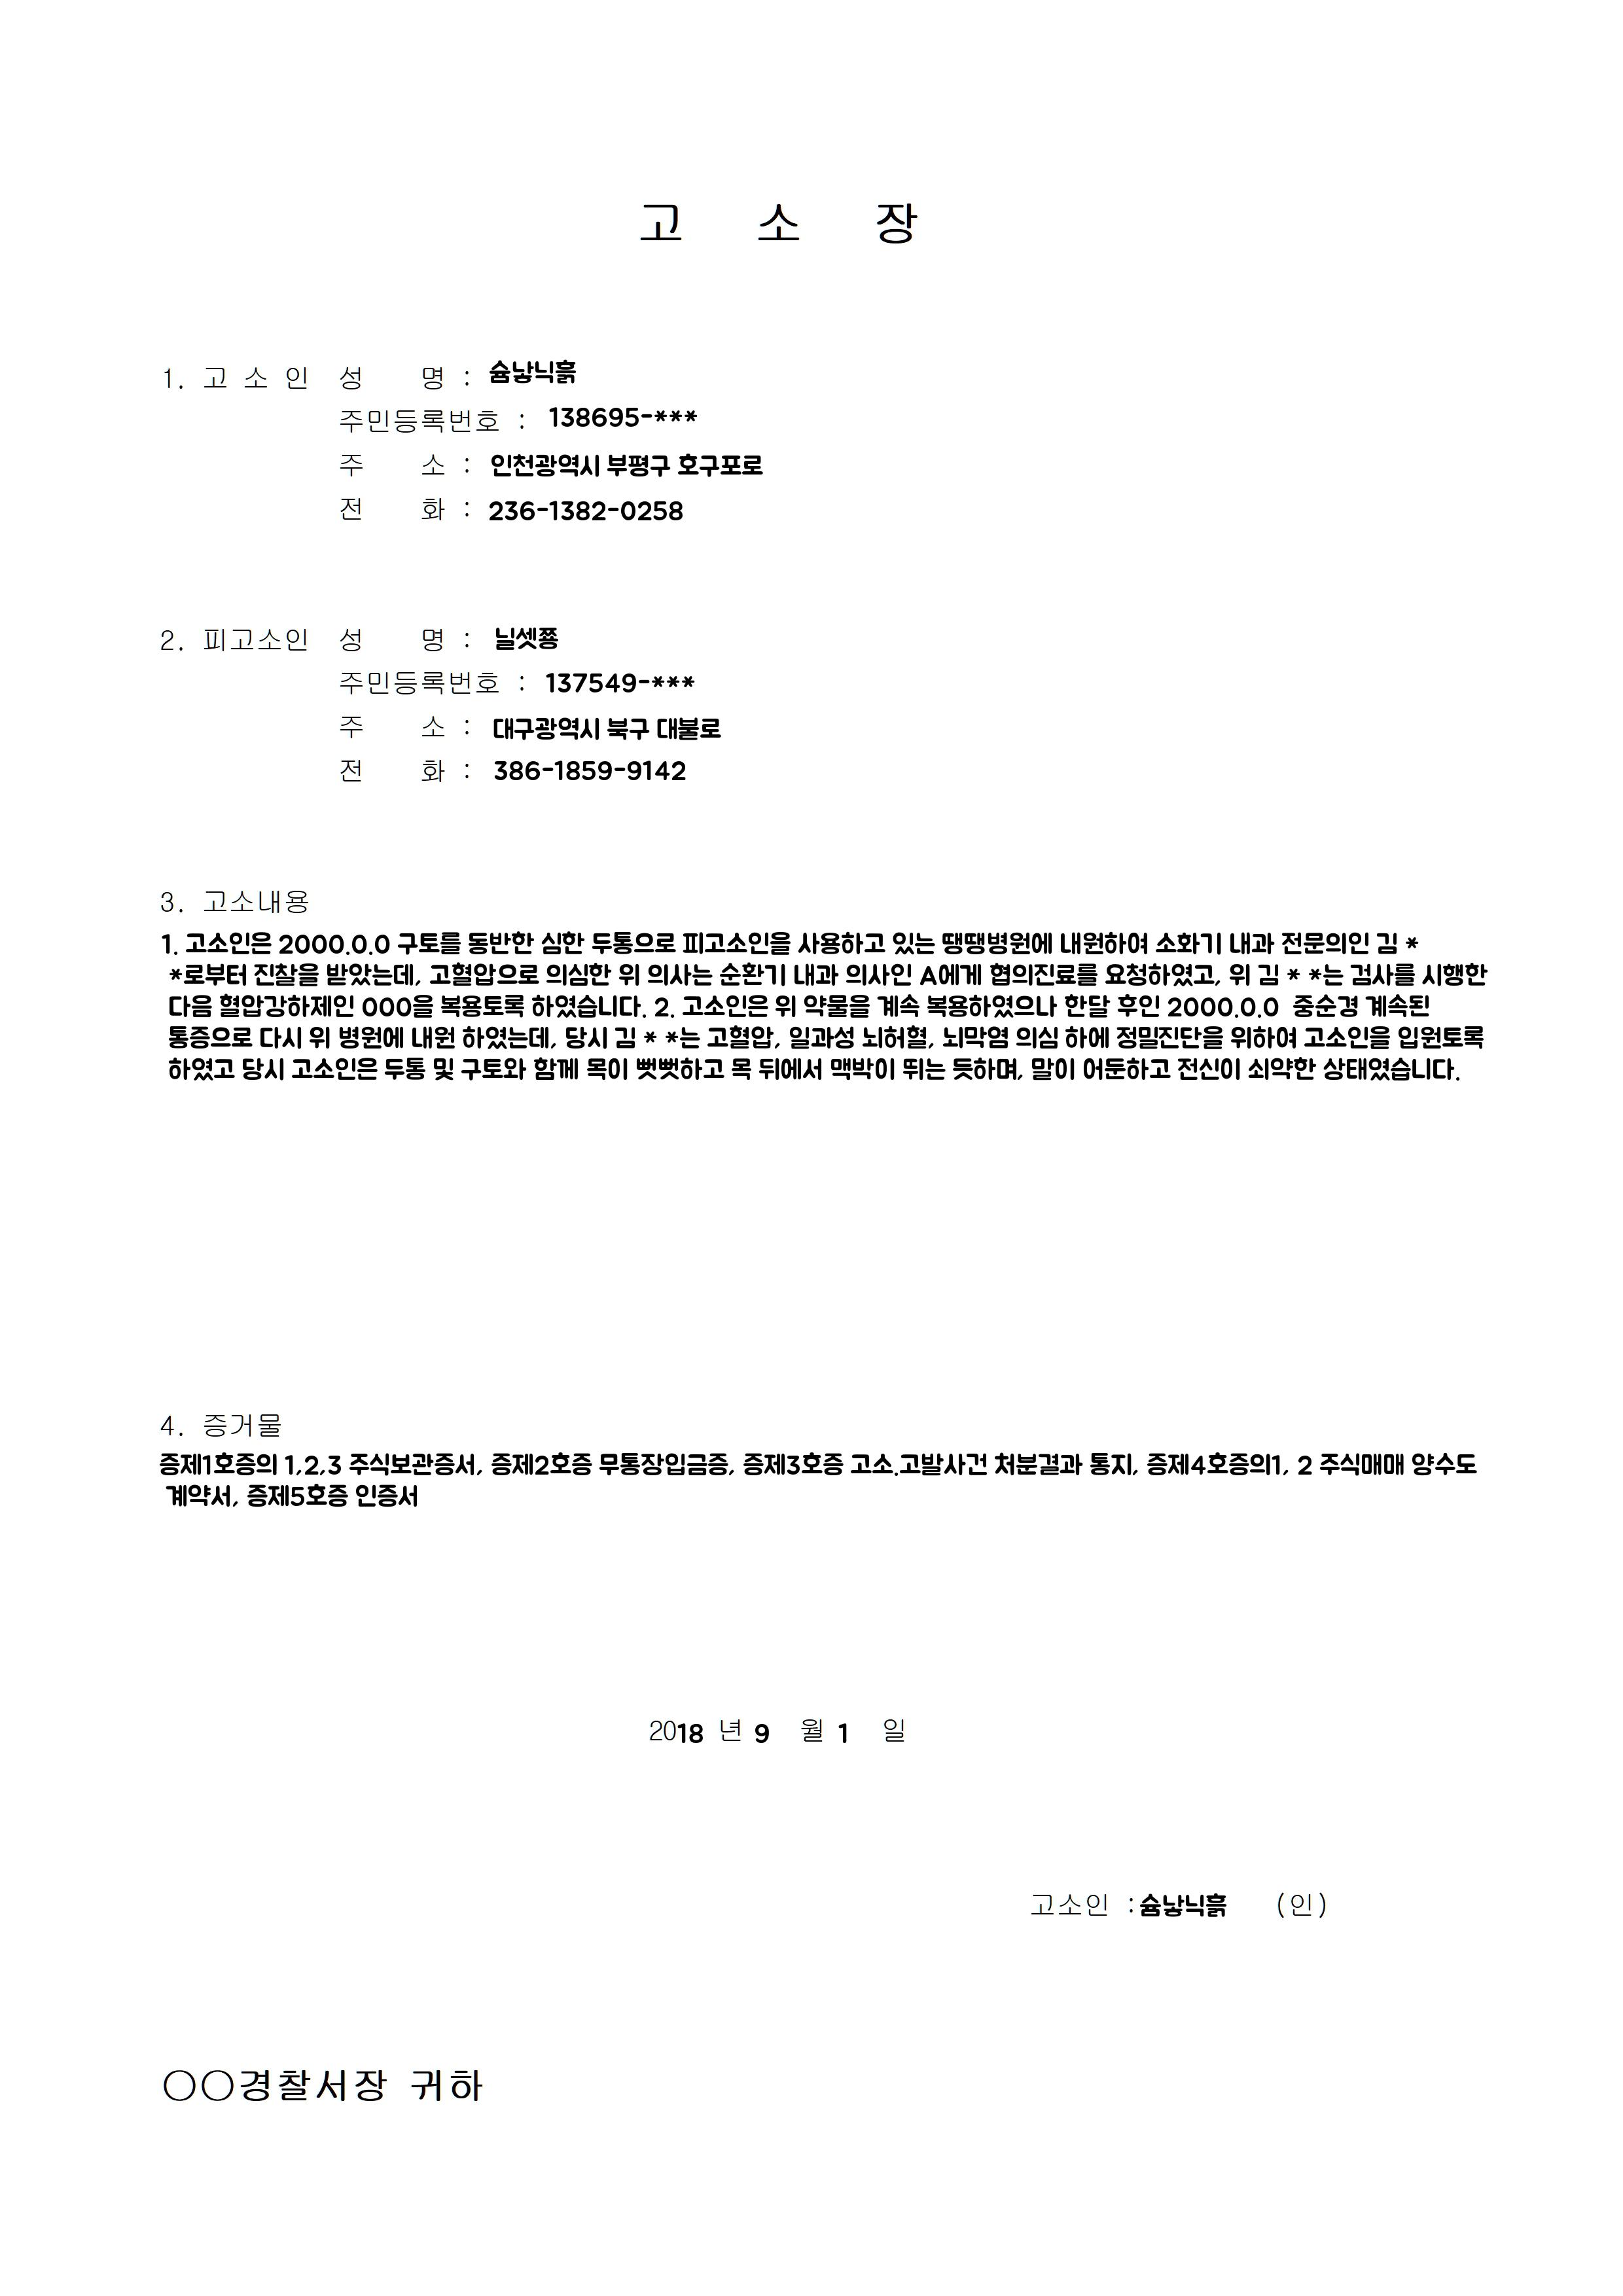 고 소 장
1. 고 소 인 성 명 : 슘낳닉흙
주민등록번호 : 138695-***
주 소 : 인천광역시 부평구 호구포로
전 화 : 236-1382-0258
2. 피고소인 성 명 : 닐셋쫑
주민등록번호 : 137549-***
주 소 : 대구광역시 북구 대불로
전 화 : 386-1859-9142
3. 고소내용
1. 고소인은 2000.0.0 구토를 동반한 심한 두통으로 피고소인을 사용하고 있는 땡땡병원에 내원하여 소화기 내과 전문의인 김 *
*로부터 진찰을 받았는데, 고혈압으로 의심한 위 의사는 순환기 내과 의사인 A에게 협의진료를 요청하였고, 위 김 * *는 검사를 시행한
다음 혈압강하제인 000을 복용토록 하였습니다. 2. 고소인은 위 약물을 계속 복용하였으나 한달 후인 2000.0.0 중순경 계속된
통증으로 다시 위 병원에 내원 하였는데, 당시 김 * *는 고혈압, 일과성 뇌허혈, 뇌막염 의심 하에 정밀진단을 위하여 고소인을 입원토록
하였고 당시 고소인은 두통 및 구토와 함께 목이 뻣뻣하고 목 뒤에서 맥박이 뛰는 듯하며, 말이 어둔하고 전신이 쇠약한 상태였습니다.
4. 증거물
증제1호증의 1,2,3 주식보관증서, 증제2호증 무통장입금증, 증제3호증 고소.고발사건 처분결과 통지, 증제4호증의1, 2 주식매매 양수도
계약서, 증제5호증 인증서
2018 년 9 월 1 일
고소인 : 슘낳닉흙 (인)
○○경찰서장 귀하